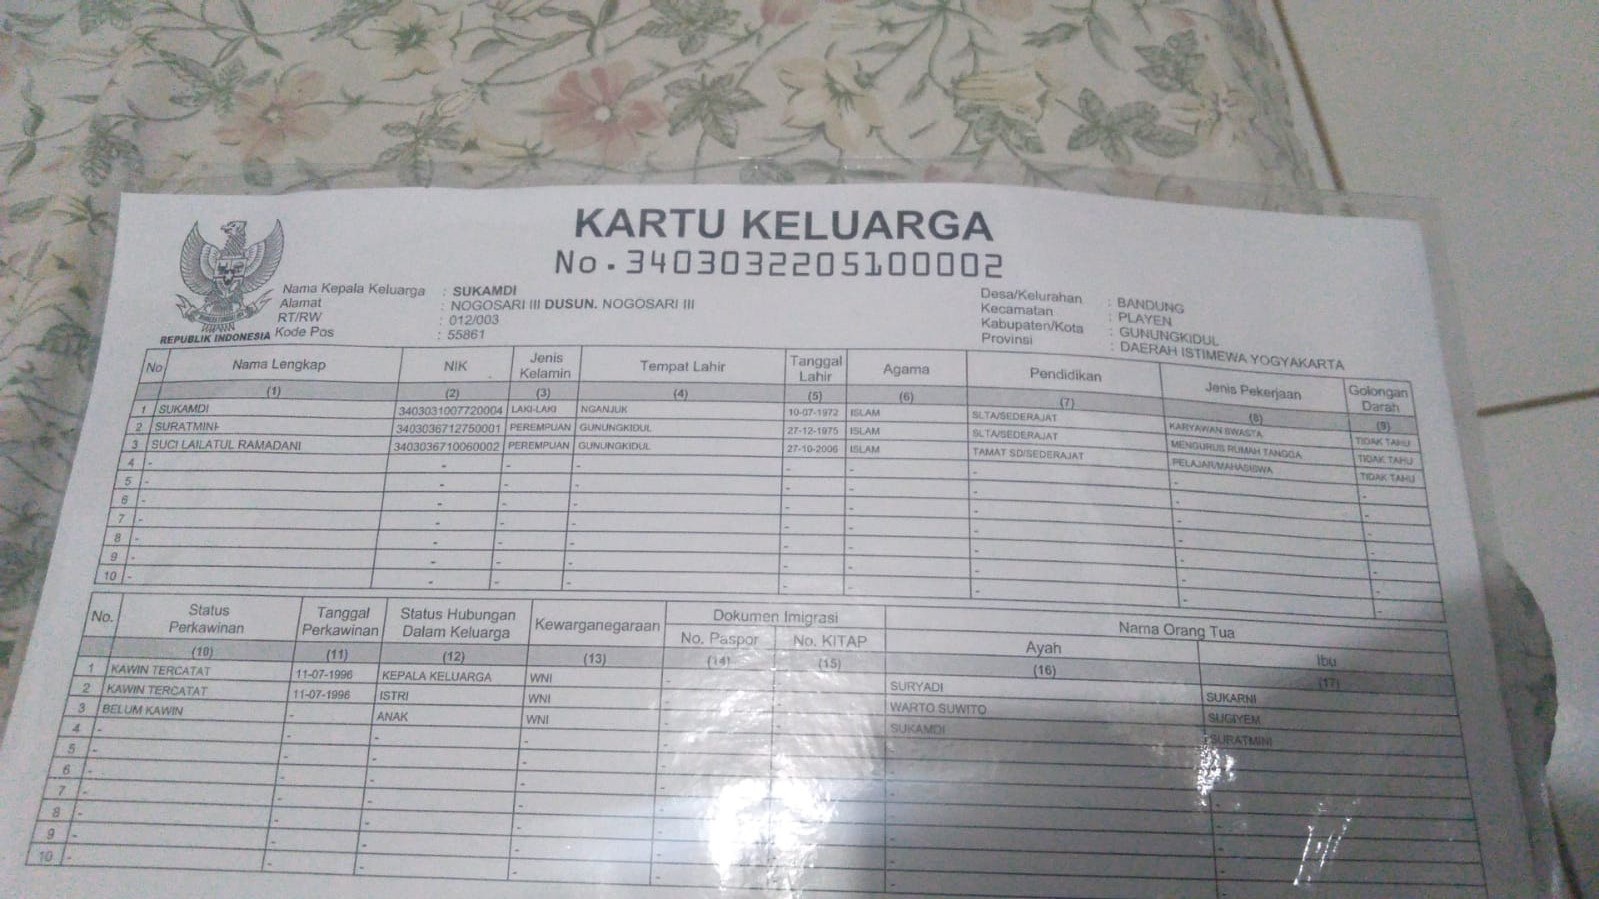 KARTU KELUARGA
No. 3403032205100002
REPUBLIK INDONESIA
Nama Kepala Keluarga : SUKAMDI
Alamat : NOGOSARI III DUSUN. NOGOSARI III
RT/RW : 012/003
Kode Pos : 55861
Desa/Kelurahan : BANDUNG
Kecamatan : PLAYEN
Kabupaten/Kota : GUNUNGKIDUL
Provinsi : DAERAH ISTIMEWA YOGYAKARTA
No Nama Lengkap NIK Jenis Kelamin Tempat Lahir Tanggal Lahir Agama Pendidikan Jenis Pekerjaan Golongan Darah
(1) (2) (3) (4) (5) (6) (7) (8) (9)
1 SUKAMDI 3403031007720004 LAKI-LAKI NGANJUK 10-07-1972 ISLAM SLTA/SEDERAJAT KARYAWAN SWASTA TIDAK TAHU
2 SURATMINI 3403036712750001 PEREMPUAN GUNUNGKIDUL 27-12-1975 ISLAM SLTA/SEDERAJAT MENGURUS RUMAH TANGGA TIDAK TAHU
3 SUCI LAILATUL RAMADANI 3403036710060002 PEREMPUAN GUNUNGKIDUL 27-10-2006 ISLAM TAMAT SD/SEDERAJAT PELAJAR/MAHASISWA TIDAK TAHU
4 - - - - - - - - -
5 - - - - - - - - -
6 - - - - - - - - -
7 - - - - - - - - -
8 - - - - - - - - -
9 - - - - - - - - -
10 - - - - - - - - -
No. Status Perkawinan Tanggal Perkawinan Status Hubungan Dalam Keluarga Kewarganegaraan Dokumen Imigrasi Nama Orang Tua
No. Paspor No. KITAP Ayah Ibu
(10) (11) (12) (13) (14) (15) (16) (17)
1 KAWIN TERCATAT 11-07-1996 KEPALA KELUARGA WNI - - SURYADI SUKARNI
2 KAWIN TERCATAT 11-07-1996 ISTRI WNI - - WARTO SUWITO SUGIYEM
3 BELUM KAWIN - ANAK WNI - - SUKAMDI SURATMINI
4 - - - - - - - -
5 - - - - - - - -
6 - - - - - - - -
7 - - - - - - - -
8 - - - - - - - -
9 - - - - - - - -
10 - - - - - - - -